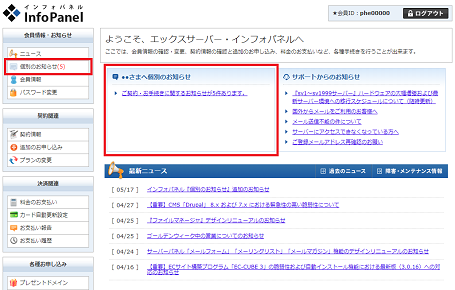 インフォパネル
InfoPanel
★会員ID：phe00000
ログアウト
会員情報・お知らせ
ニュース
個別のお知らせ(5)
会員情報
パスワード変更
契約関連
契約情報
追加のお申し込み
プランの変更
決済関連
料金のお支払い
カード自動更新設定
お支払い報告
お支払い履歴
各種お申し込み
プレゼントドメイン
ようこそ、エックスサーバー・インフォパネルへ
ここでは、会員情報の確認・変更、契約情報の確認と追加のお申し込み、料金のお支払いなど、各種手続きを行うことが出来ます。
●●さまへ個別のお知らせ
ご契約・お手続きに関するお知らせが5件あります。
サポートからのお知らせ
『sv1～sv1999サーバー』ハードウェアの大幅増強および最
新サーバー環境への移行スケジュールについて（随時更新）
国外からメールをご利用のお客様へ
メール送信不能の件について
サーバーにアクセスできなくなっている方へ
ご登録メールアドレス再確認のお願い
最新ニュース
過去のニュース
障害・メンテナンス情報
[ 05/17 ] インフォパネル『個別のお知らせ』追加のお知らせ
[ 04/27 ] 【重要】CMS「Drupal」 8.x および 7.x における緊急性の高い脆弱性について
[ 04/25 ] 『ファイルマネージャ』デザインリニューアルのお知らせ
[ 04/25 ] ゴールデンウィーク中の営業についてのお知らせ
[ 04/24 ] サーバーパネル「メールフォーム」「メーリングリスト」「メールマガジン」機能のデザインリニューアルのお知らせ
[ 04/16 ] 【重要】ECサイト構築プログラム「EC-CUBE 3」の脆弱性および自動インストール機能における最新版（3.0.16）への対
応のお知らせ